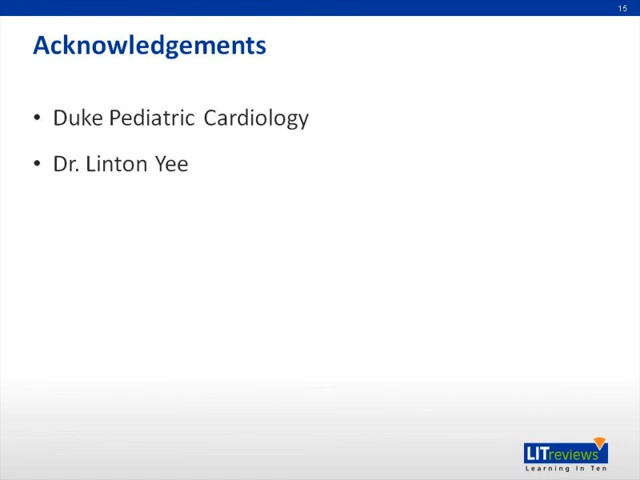 15
Acknowledgements
• Duke Pediatric Cardiology
• Dr. Linton Yee
LITreviews
Learning In Ten